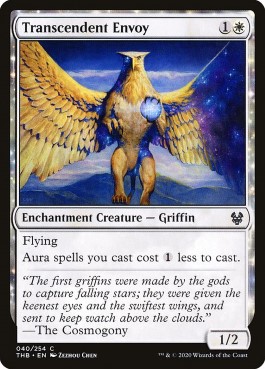 Transcendent Envoy 1
Enchantment Creature — Griffin
Flying
Aura spells you cast cost 1 less to cast.
"The first griffins were made by the gods
to capture falling stars; they were given the
keenest eyes and the swiftest wings, and
sent to keep watch above the clouds."
—The Cosmogony
1/2
040/254 C
THB • EN ZEZHOU CHEN
™ & © 2020 Wizards of the Coast